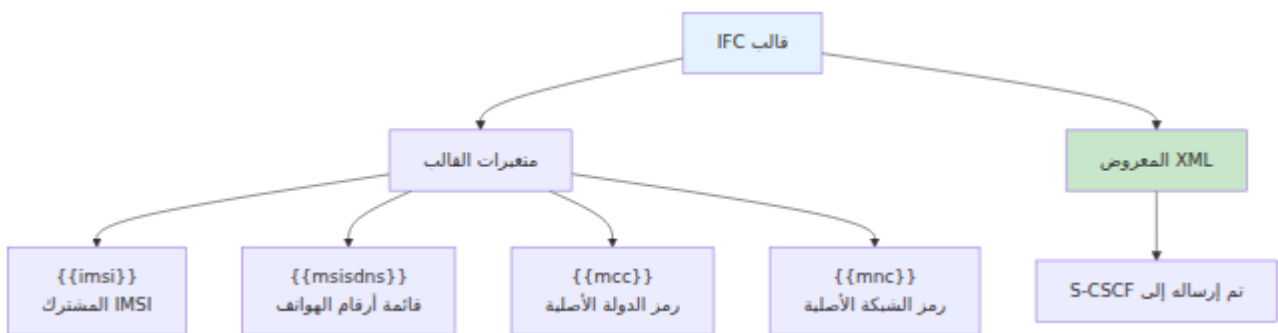 قالب IFC
متغيرات القالب
XML المعروض
{{imsi}}
IMSI المشترك
{{msisdns}}
قائمة أرقام الهواتف
{{mcc}}
رمز الدولة الأصلية
{{mnc}}
رمز الشبكة الأصلية
تم إرساله إلى S-CSCF